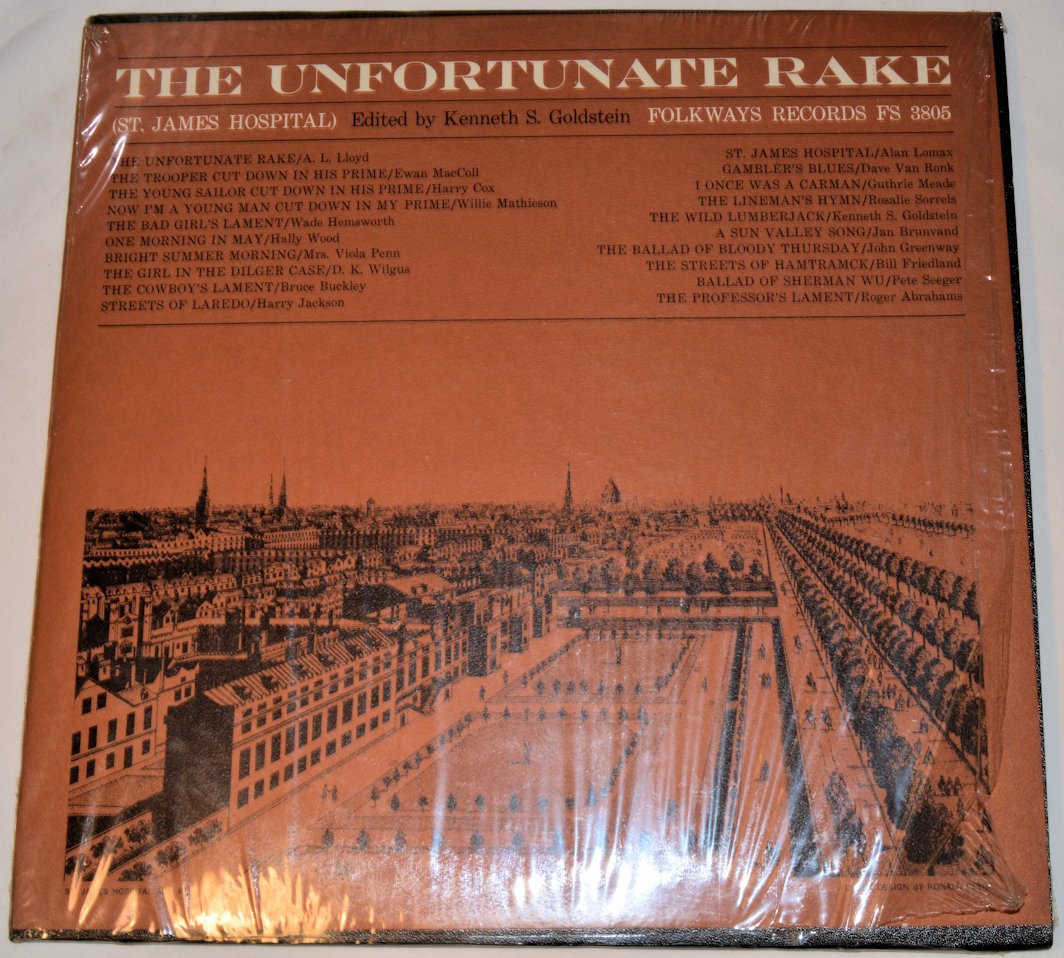 THE UNFORTUNATE RAKE
(ST. JAMES HOSPITAL) Edited by Kenneth S. Goldstein FOLKWAYS RECORDS FS 3805
THE UNFORTUNATE RAKE/A. L. Lloyd
THE TROOPER CUT DOWN IN HIS PRIME/Ewan MacColl
THE YOUNG SAILOR CUT DOWN IN HIS PRIME/Harry Cox
NOW I'M A YOUNG MAN CUT DOWN IN MY PRIME/Willie Mathieson
THE BAD GIRL'S LAMENT/Wade Hemsworth
ONE MORNING IN MAY/Hally Wood
BRIGHT SUMMER MORNING/Mrs. Viola Penn
THE GIRL IN THE DILGER CASE/D. K. Wilgus
THE COWBOY'S LAMENT/Bruce Buckley
STREETS OF LAREDO/Harry Jackson
ST. JAMES HOSPITAL/Alan Lomax
GAMBLER'S BLUES/Dave Van Ronk
I ONCE WAS A CARMAN/Guthrie Meade
THE LINEMAN'S HYMN/Rosalie Sorrels
THE WILD LUMBERJACK/Kenneth S. Goldstein
A SUN VALLEY SONG/Jan Brunvand
THE BALLAD OF BLOODY THURSDAY/John Greenway
THE STREETS OF HAMTRAMCK/Bill Friedland
BALLAD OF SHERMAN WU/Pete Seeger
THE PROFESSOR'S LAMENT/Roger Abrahams
JAMES HOSPITAL
DESIGN BY RONALD